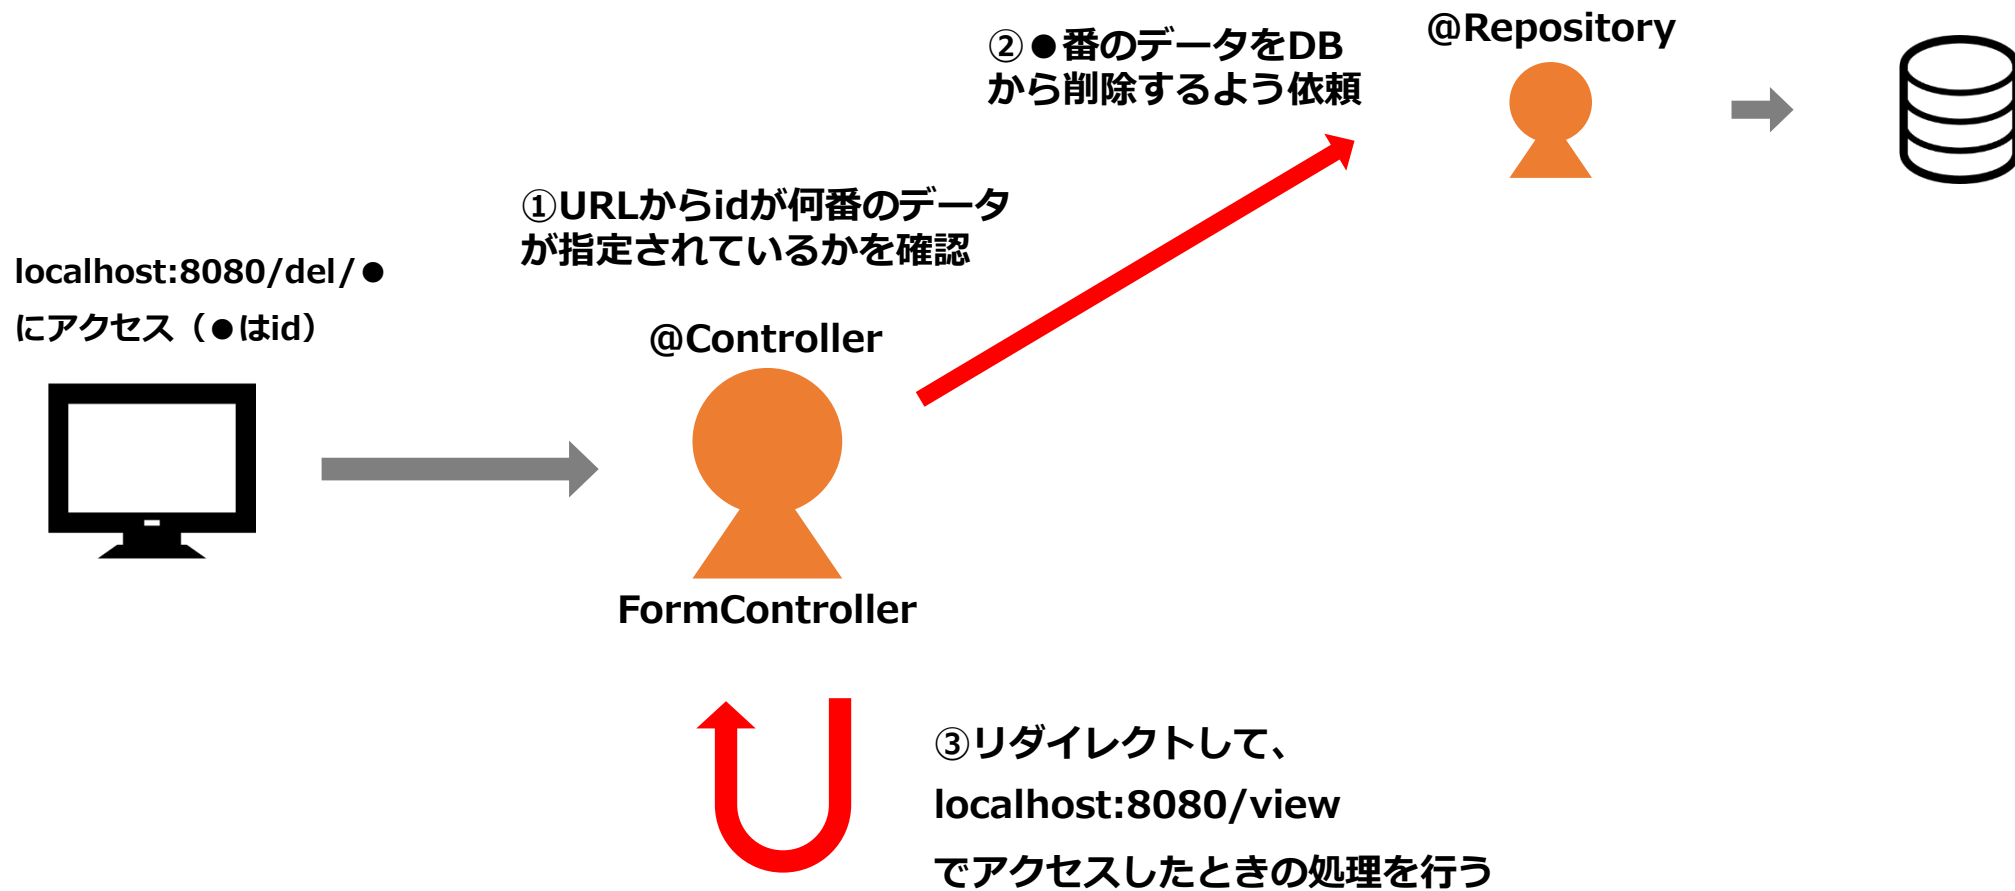 localhost:8080/del/●
にアクセス（●はid）
①URLからidが何番のデータ
が指定されているかを確認
@Controller
FormController
②●番のデータをDB
から削除するよう依頼
@Repository
③リダイレクトして、
localhost:8080/view
でアクセスしたときの処理を行う